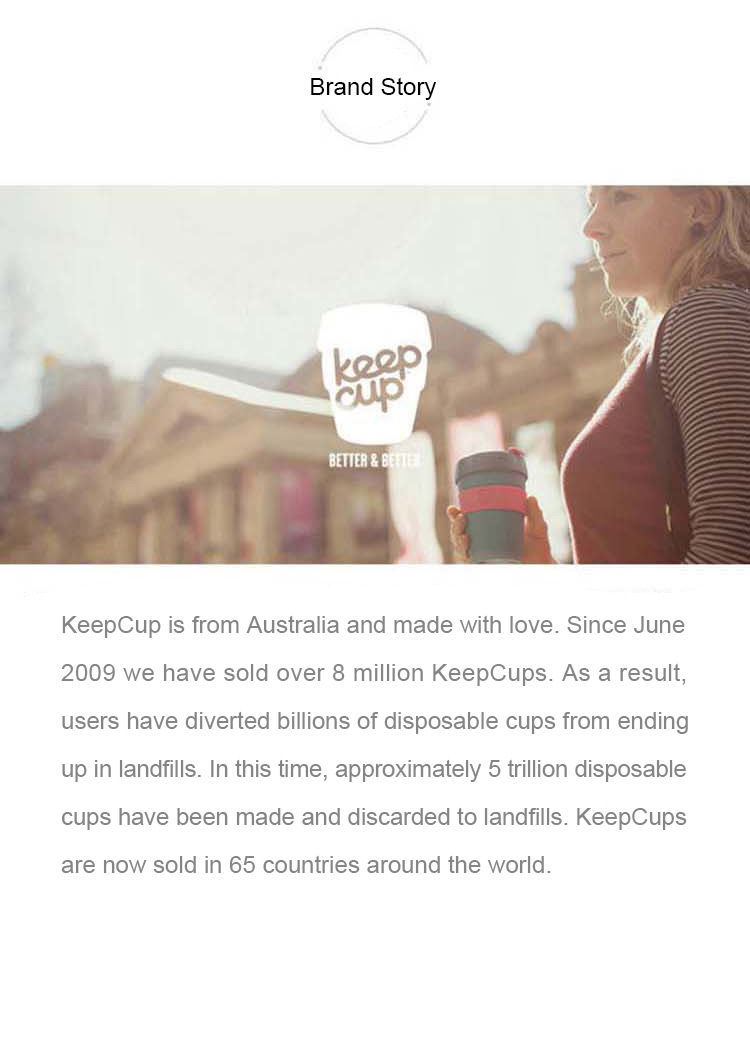 Brand Story
keep
cup
BETTER & BETTER
KeepCup is from Australia and made with love. Since June
2009 we have sold over 8 million KeepCups. As a result,
users have diverted billions of disposable cups from ending
up in landfills. In this time, approximately 5 trillion disposable
cups have been made and discarded to landfills. KeepCups
are now sold in 65 countries around the world.